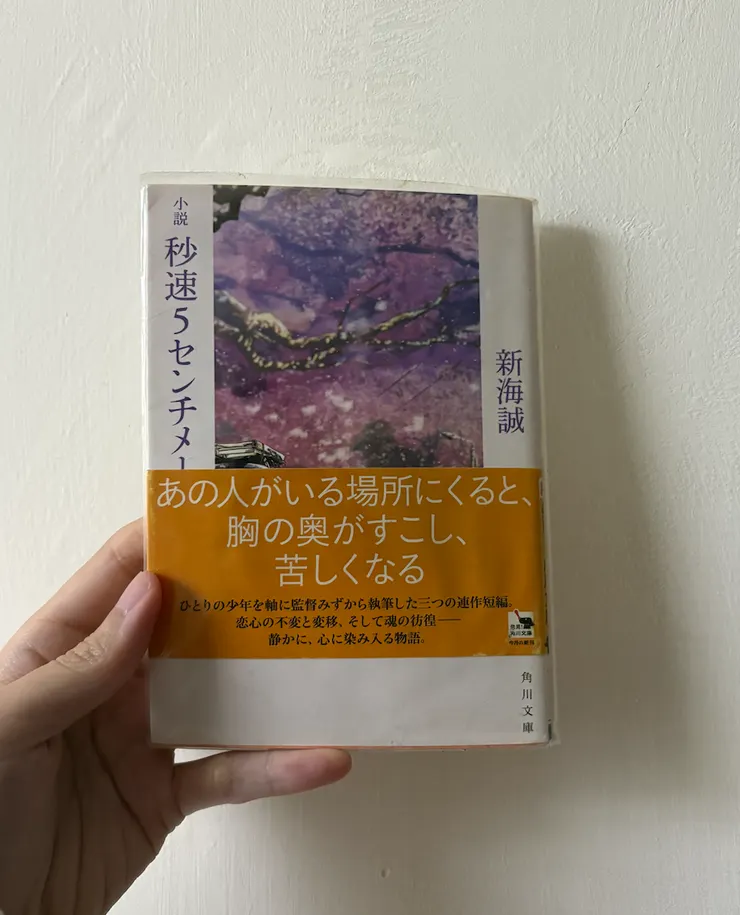 小説
秒速5センチメー
新海誠
あの人がいる場所にくると、
胸の奥がすこし、
苦しくなる
ひとりの少年を軸に監督みずから執筆した三つの連作短編。
恋心の不変と変移、そして魂の彷徨——
静かに、心に染み入る物語。
角川文庫
角川文庫